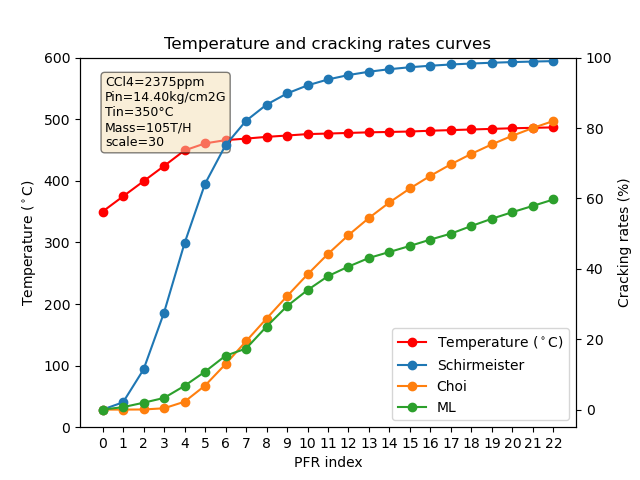 Temperature and cracking rates curves
CCl4=2375ppm
Pin=14.40kg/cm2G
Tin=350°C
Mass=105T/H
scale=30
Temperature (°C)
600
500
400
300
200
100
0
100
80
60
40
20
0
Cracking rates (%)
Temperature (°C)
Schirmeister
Choi
ML
0 1 2 3 4 5 6 7 8 9 10 11 12 13 14 15 16 17 18 19 20 21 22
PFR index